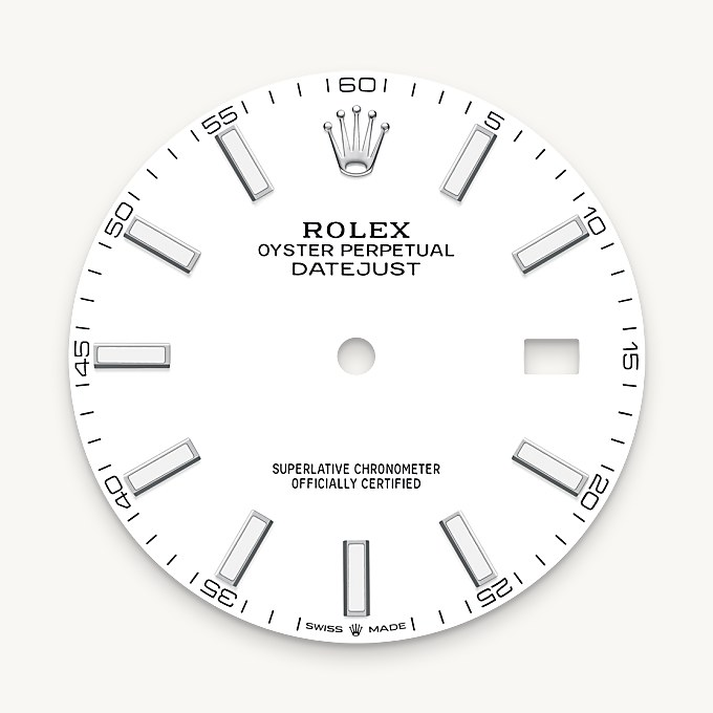 60
5
10
15
20
25
SWISS MADE
35
40
45
50
55
ROLEX
OYSTER PERPETUAL
DATEJUST
SUPERLATIVE CHRONOMETER
OFFICIALLY CERTIFIED